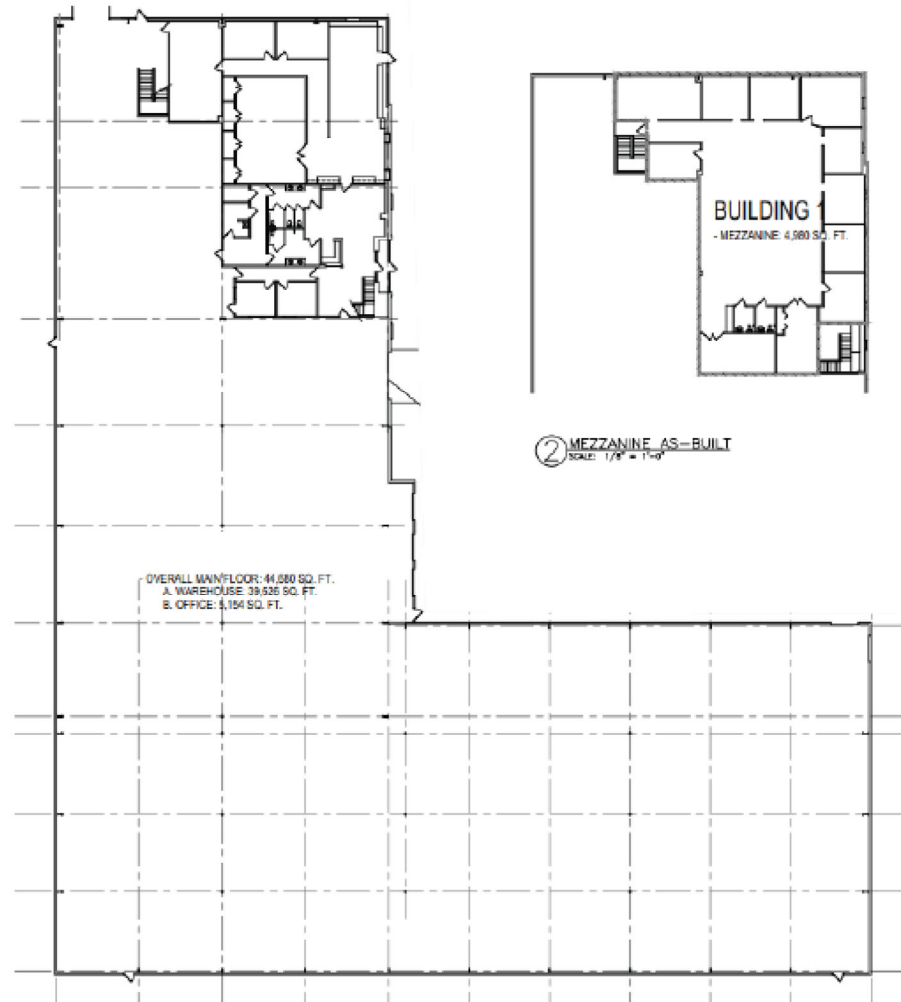 BUILDING 1
- MEZZANINE: 4,980 SQ. FT.
2 MEZZANINE AS-BUILT
SCALE: 1/8" = 1'-0"
OVERALL MAIN FLOOR: 44,680 SQ. FT.
A. WAREHOUSE: 39,526 SQ. FT.
B. OFFICE: 5,154 SQ. FT.